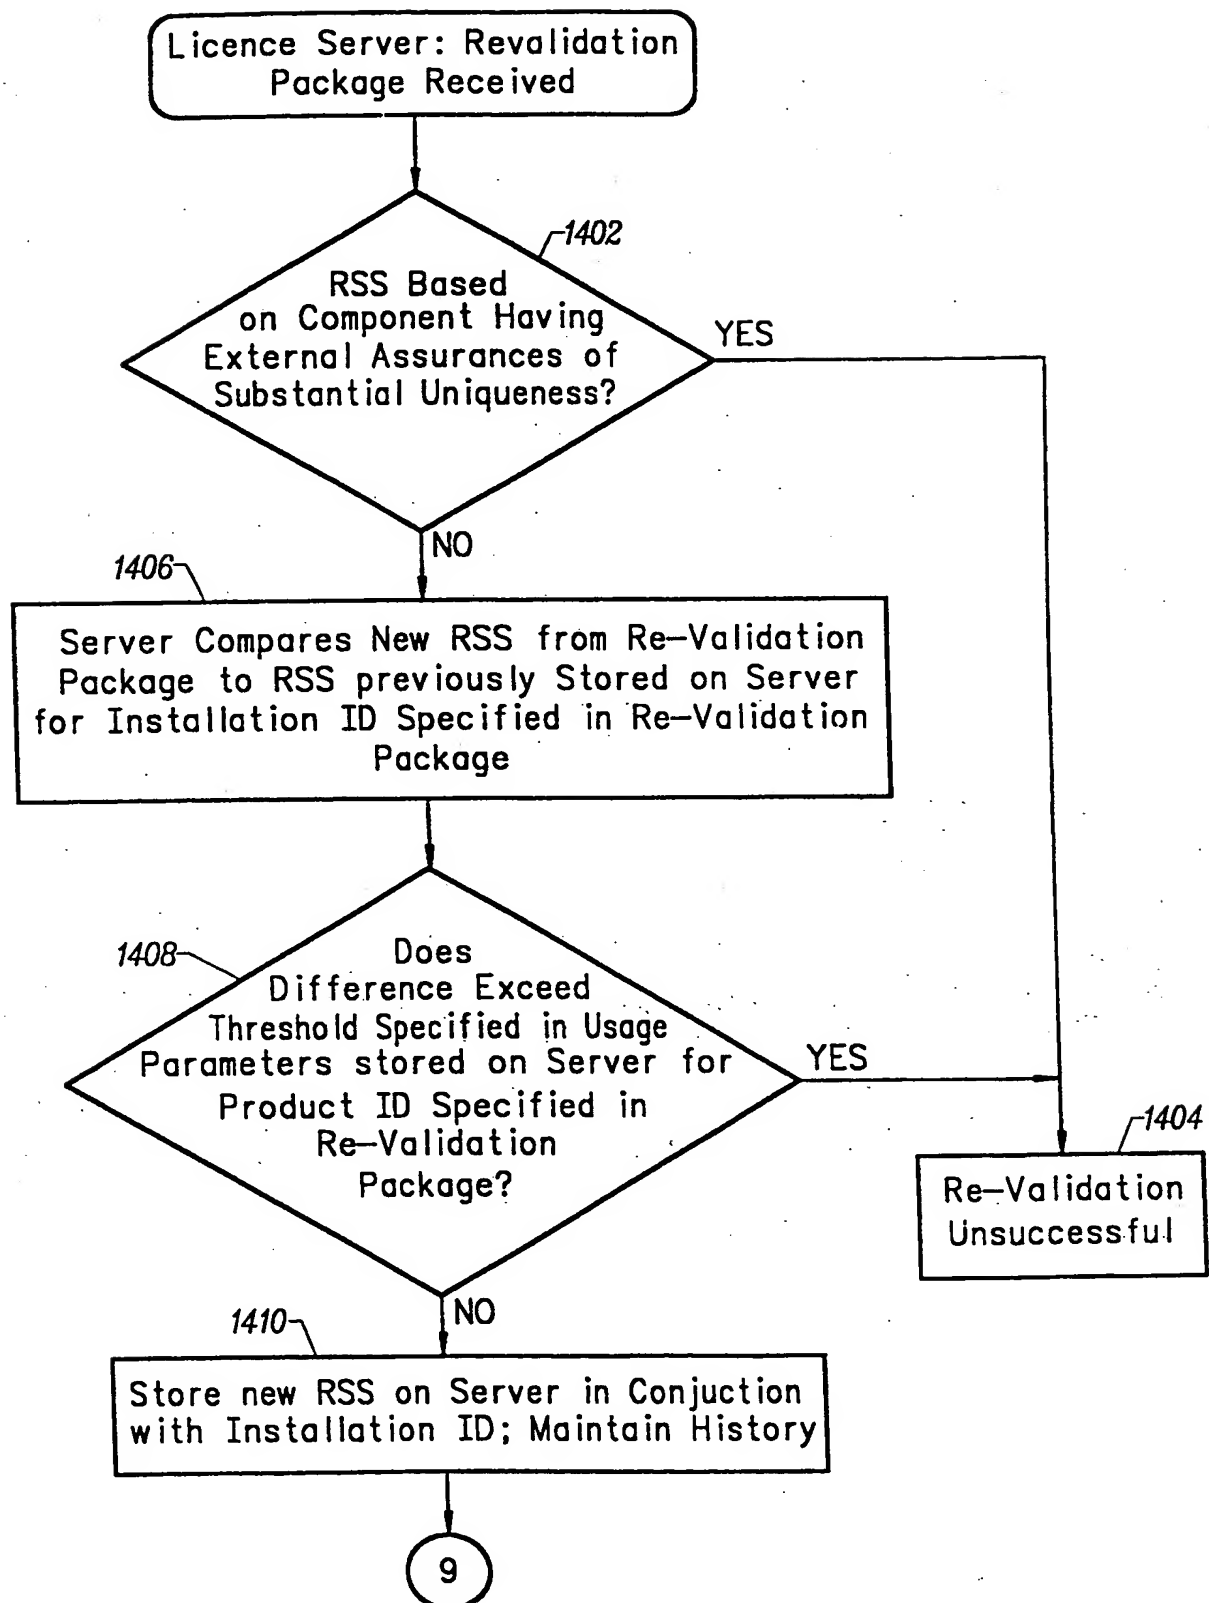 Licence Server: Revalidation
Package Received
1402
RSS Based
on Component Having
External Assurances of
Substantial Uniqueness?
YES
NO
1406
Server Compares New RSS from Re-Validation
Package to RSS previously Stored on Server
for Installation ID Specified in Re-Validation
Package
1408
Does
Difference Exceed
Threshold Specified in Usage
Parameters stored on Server for
Product ID Specified in
Re-Validation
Package?
YES
1404
Re-Validation
Unsuccessful
NO
1410
Store new RSS on Server in Conjuction
with Installation ID; Maintain History
9